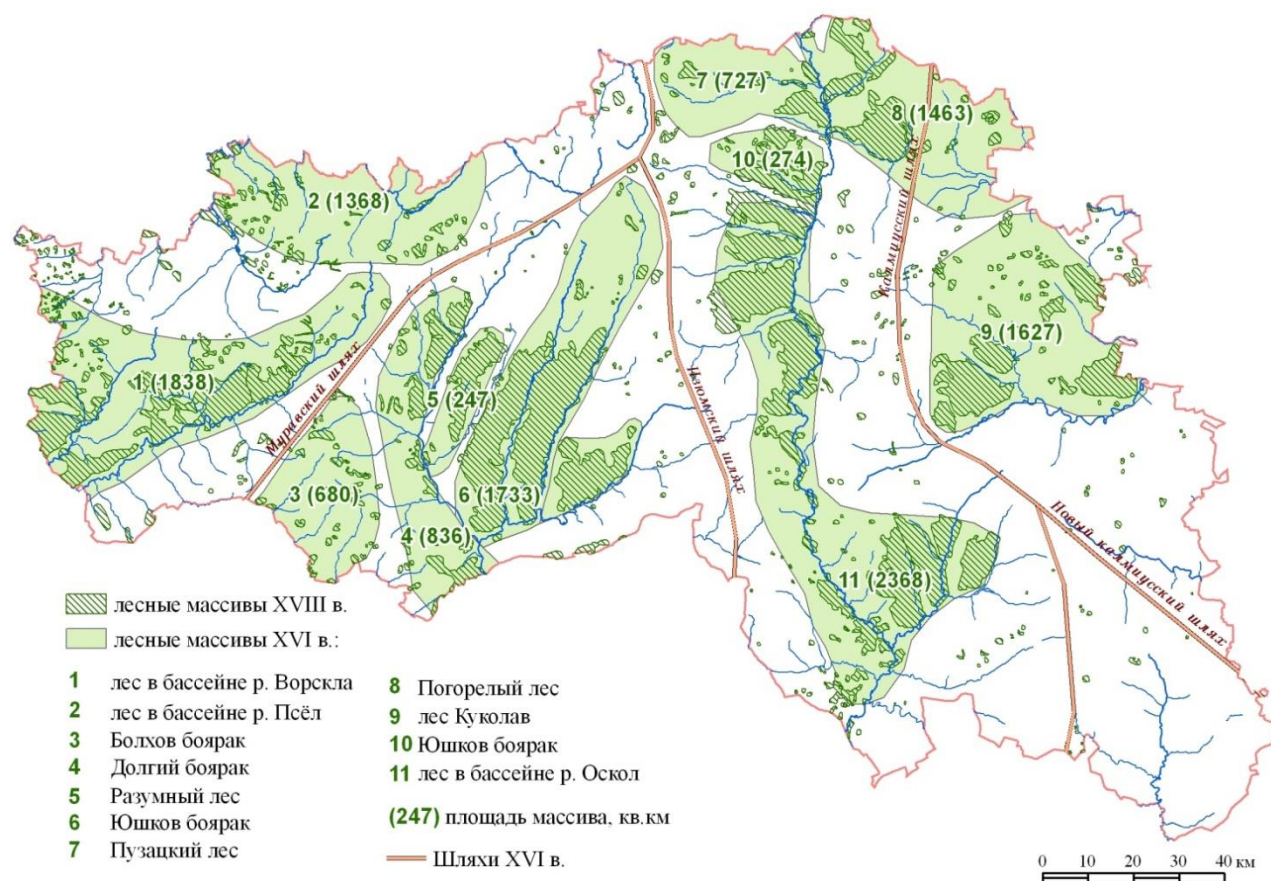 7 (727)
8 (1463)
10 (274)
2 (1368)
Калмиусский шлях
9 (1627)
1 (1838)
Муравский шлях
5 (247)
Изюмский шлях
3 (680)
6 (1733)
4 (836)
Новый калмиусский шлях
11 (2368)
лесные массивы XVIII в.
лесные массивы XVI в.:
1 лес в бассейне р. Ворскла
2 лес в бассейне р. Псёл
3 Болхов боярак
4 Долгий боярак
5 Разумный лес
6 Юшков боярак
7 Пузацкий лес
8 Погорелый лес
9 лес Куколав
10 Юшков боярак
11 лес в бассейне р. Оскол
(247) площадь массива, кв.км
Шляхи XVI в.
0 10 20 30 40 км